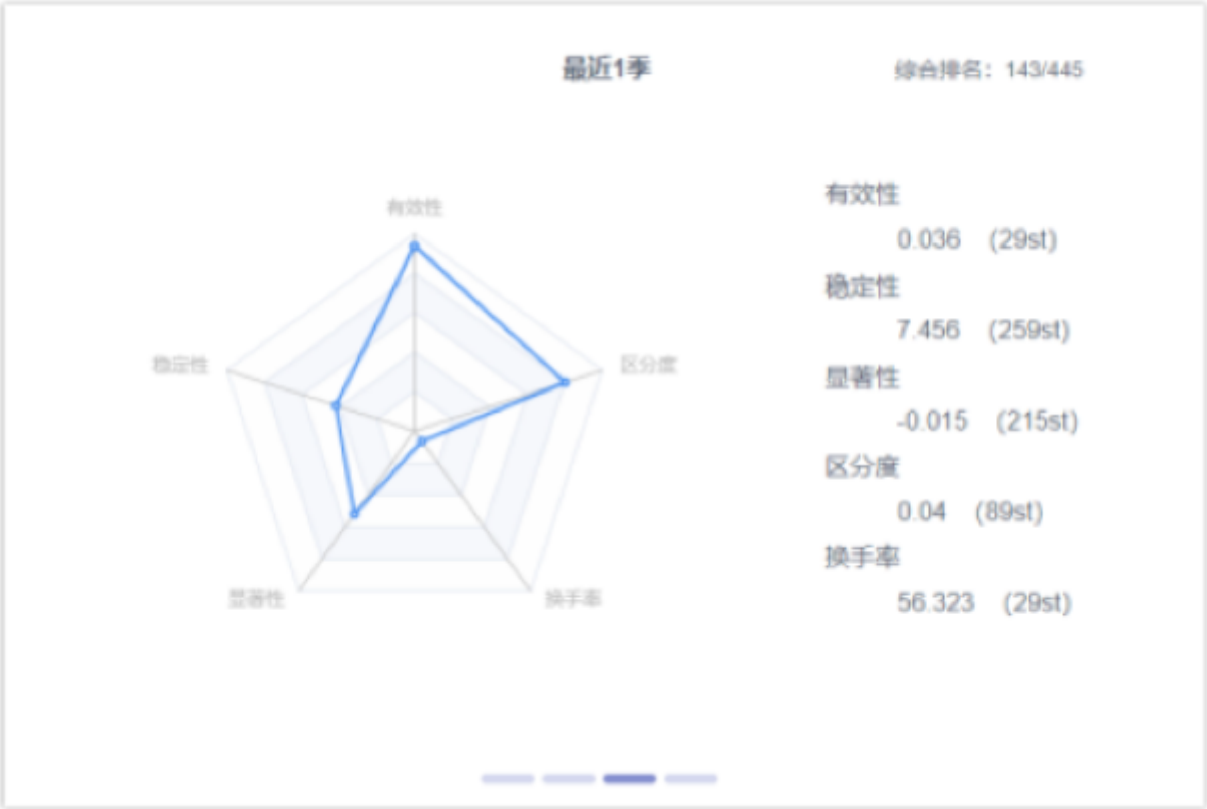 最近1季
综合排名：143/445
有效性
稳定性
区分度
显著性
换手率
有效性
0.036 (29st)
稳定性
7.456 (259st)
显著性
-0.015 (215st)
区分度
0.04 (89st)
换手率
56.323 (29st)